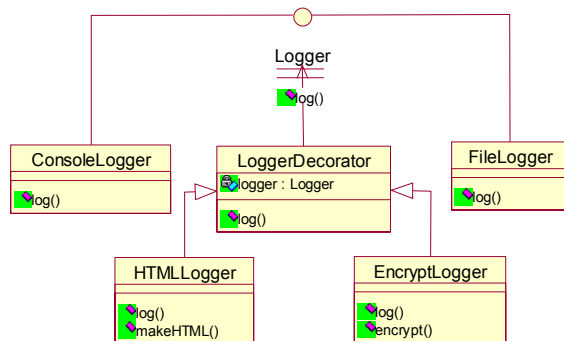 Logger
log()
ConsoleLogger
log()
LoggerDecorator
logger : Logger
log()
FileLogger
log()
HTMLLogger
log()
makeHTML()
EncryptLogger
log()
encrypt()